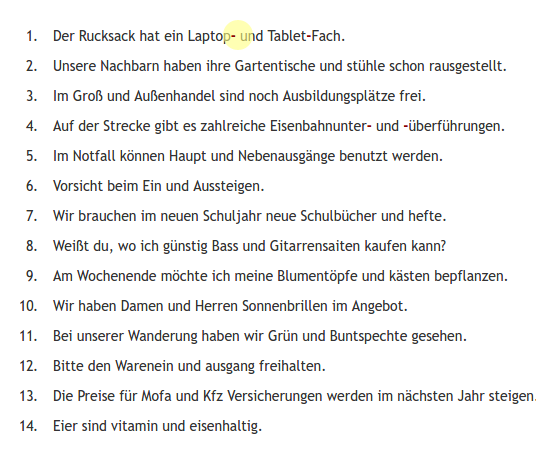 1. Der Rucksack hat ein Laptop- und Tablet-Fach.
2. Unsere Nachbarn haben ihre Gartentische und stühle schon rausgestellt.
3. Im Groß und Außenhandel sind noch Ausbildungsplätze frei.
4. Auf der Strecke gibt es zahlreiche Eisenbahnunter- und -überführungen.
5. Im Notfall können Haupt und Nebenausgänge benutzt werden.
6. Vorsicht beim Ein und Aussteigen.
7. Wir brauchen im neuen Schuljahr neue Schulbücher und hefte.
8. Weißt du, wo ich günstig Bass und Gitarrensaiten kaufen kann?
9. Am Wochenende möchte ich meine Blumentöpfe und kästen bepflanzen.
10. Wir haben Damen und Herren Sonnenbrillen im Angebot.
11. Bei unserer Wanderung haben wir Grün und Buntspechte gesehen.
12. Bitte den Warenein und ausgang freihalten.
13. Die Preise für Mofa und Kfz Versicherungen werden im nächsten Jahr steigen.
14. Eier sind vitamin und eisenhaltig.